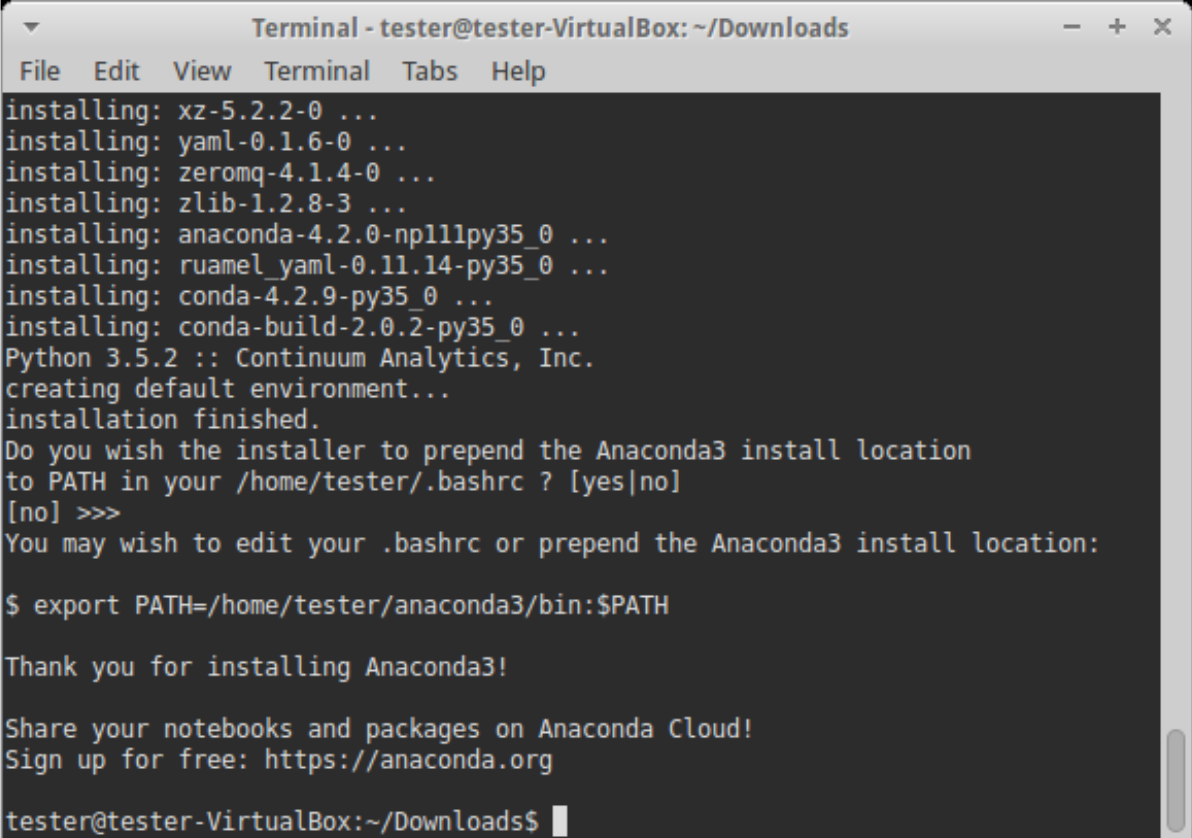 Terminal - tester@tester-VirtualBox: ~/Downloads
File Edit View Terminal Tabs Help
installing: xz-5.2.2-0 ...
installing: yaml-0.1.6-0 ...
installing: zeromq-4.1.4-0 ...
installing: zlib-1.2.8-3 ...
installing: anaconda-4.2.0-np111py35_0 ...
installing: ruamel_yaml-0.11.14-py35_0 ...
installing: conda-4.2.9-py35_0 ...
installing: conda-build-2.0.2-py35_0 ...
Python 3.5.2 :: Continuum Analytics, Inc.
creating default environment...
installation finished.
Do you wish the installer to prepend the Anaconda3 install location
to PATH in your /home/tester/.bashrc ? [yes|no]
[no] >>>
You may wish to edit your .bashrc or prepend the Anaconda3 install location:
$ export PATH=/home/tester/anaconda3/bin:$PATH
Thank you for installing Anaconda3!
Share your notebooks and packages on Anaconda Cloud!
Sign up for free: https://anaconda.org
tester@tester-VirtualBox:~/Downloads$